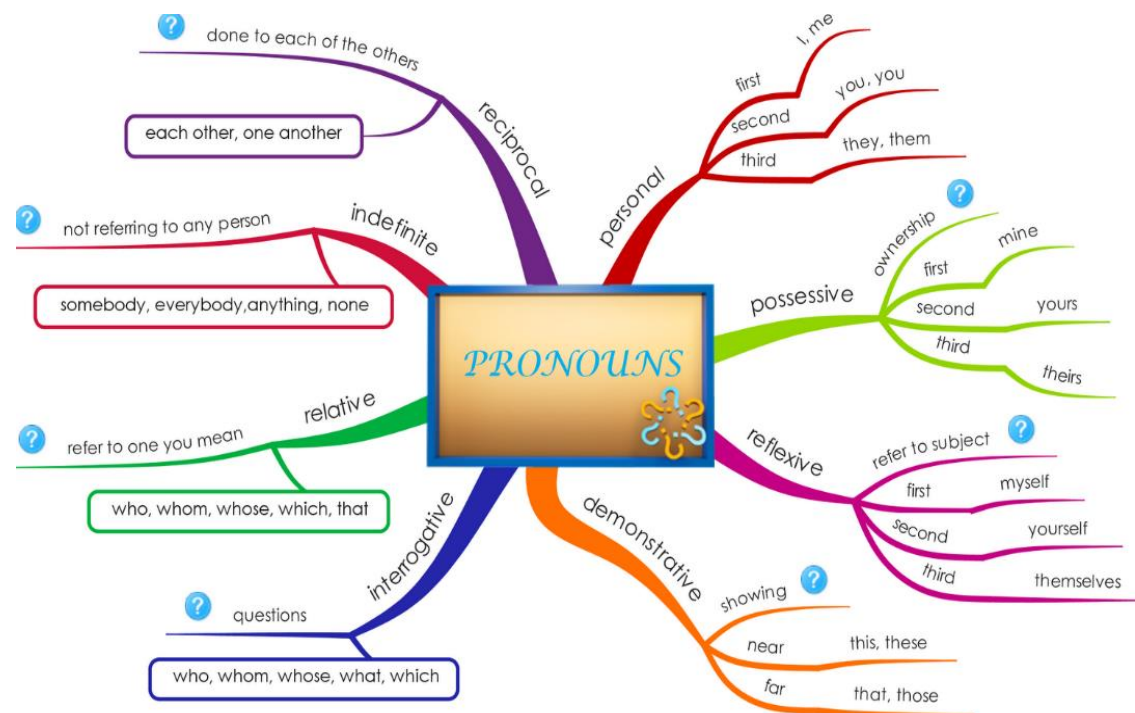 PRONOUNS
personal
first
I, me
second
you, you
third
they, them
possessive
ownership
first
mine
second
yours
third
theirs
reflexive
refer to subject
first
myself
second
yourself
third
themselves
demonstrative
showing
near
this, these
far
that, those
interrogative
questions
who, whom, whose, what, which
relative
refer to one you mean
who, whom, whose, which, that
indefinite
not referring to any person
somebody, everybody,anything, none
reciprocal
done to each of the others
each other, one another